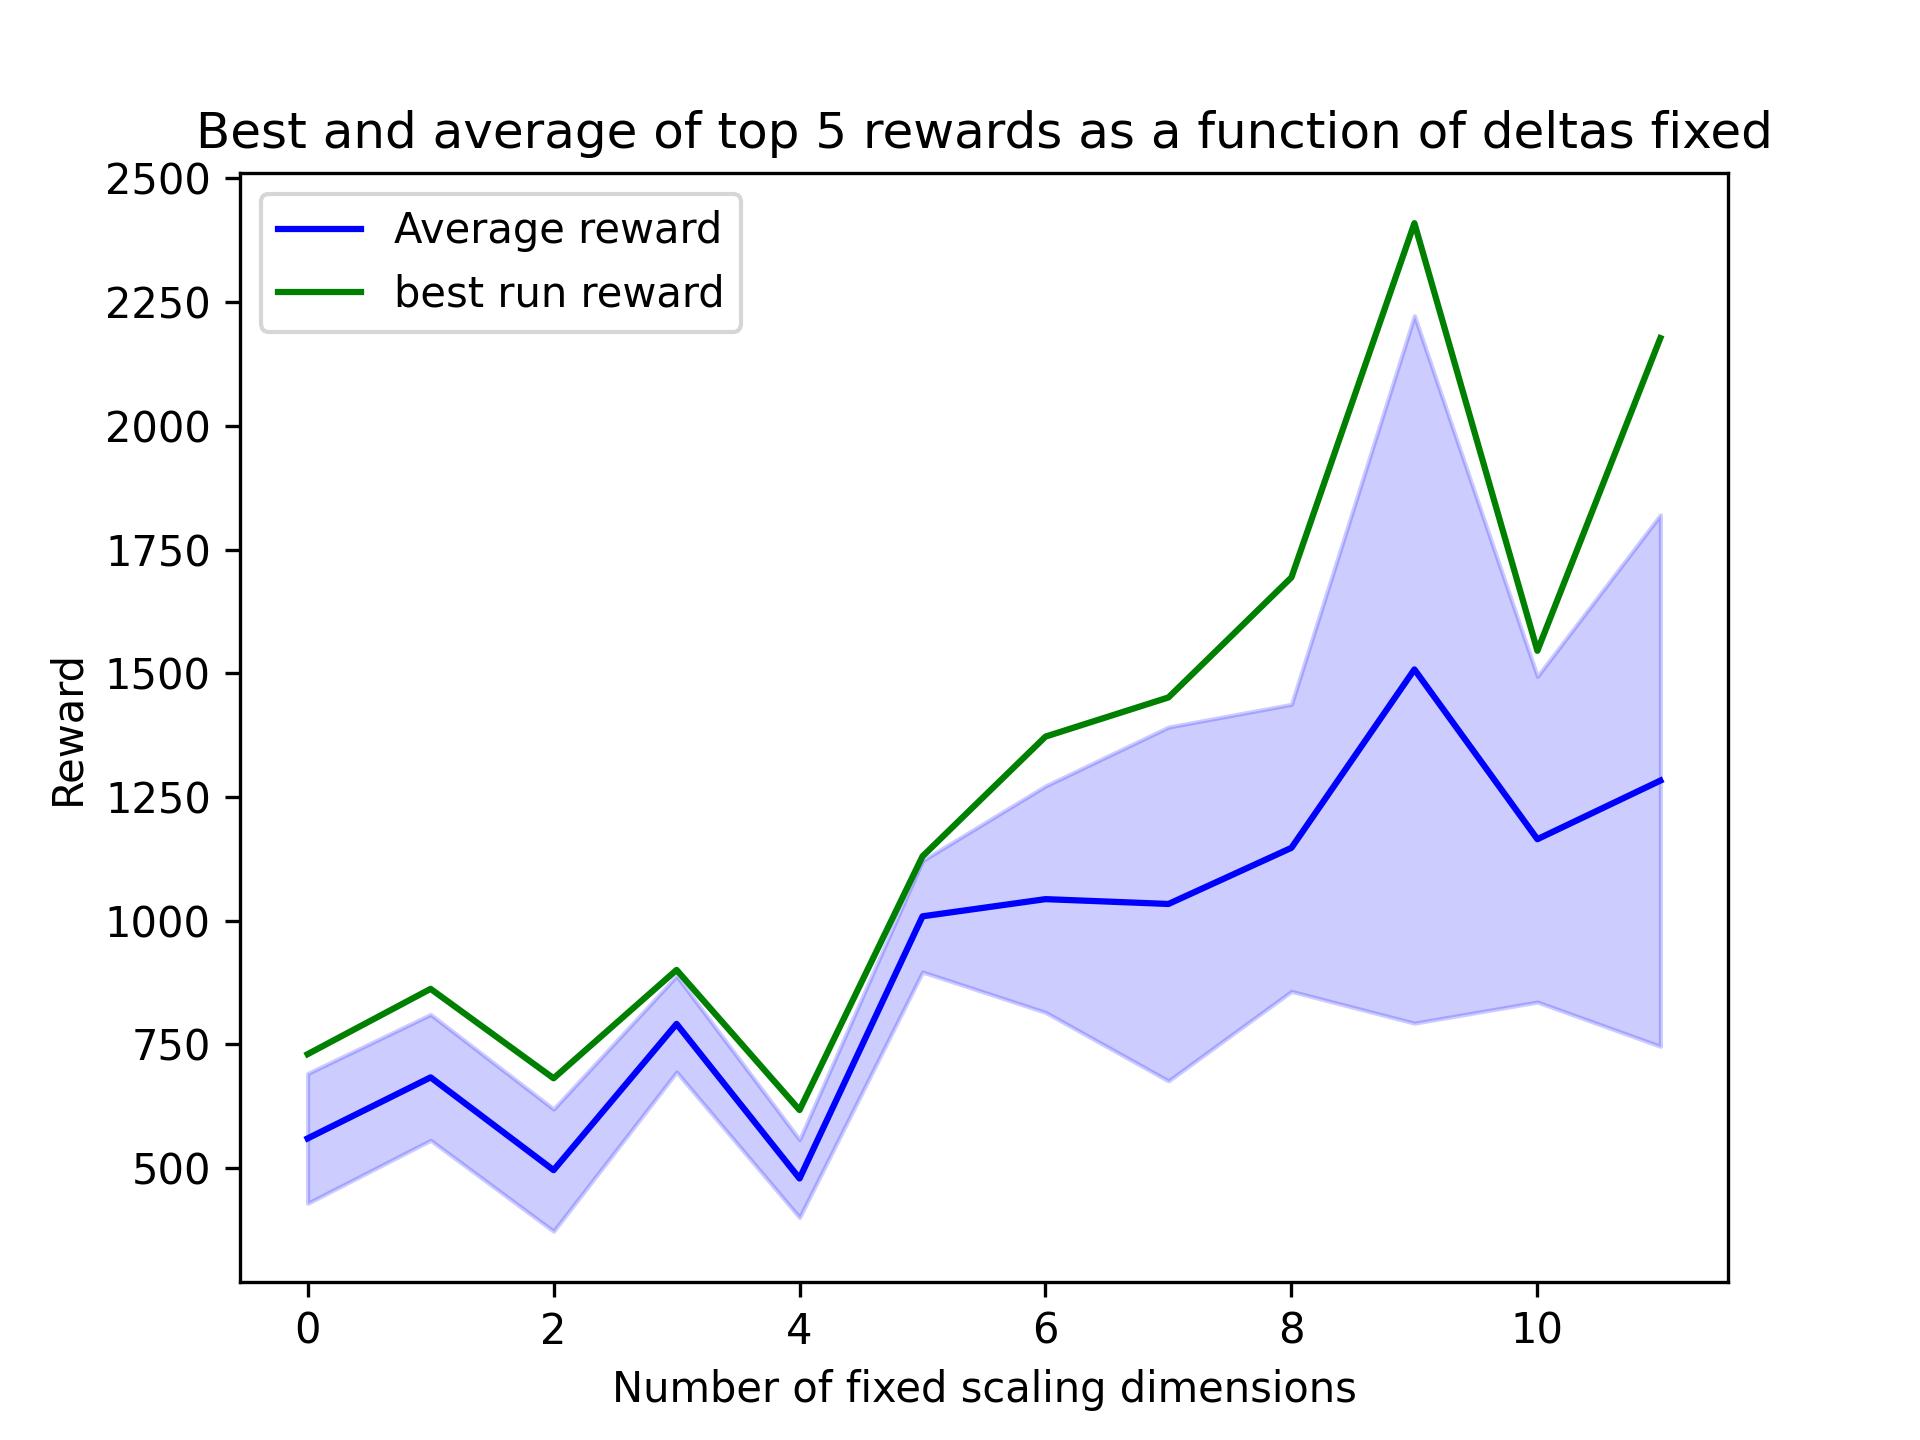 Best and average of top 5 rewards as a function of deltas fixed
2500
2250
2000
1750
1500
1250
1000
750
500
Reward
Average reward
best run reward
0 2 4 6 8 10
Number of fixed scaling dimensions